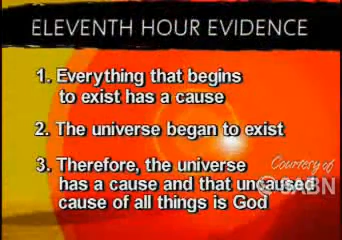 ELEVENTH HOUR EVIDENCE
1. Everything that begins
to exist has a cause
2. The universe began to exist
3. Therefore, the universe
has a cause and that uncaused
cause of all things is God
Courtesy of
© SABN